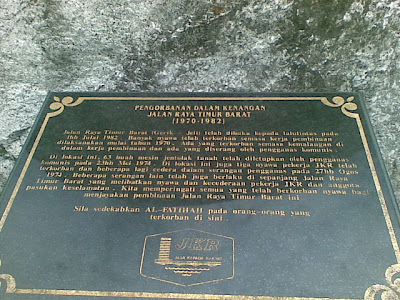 PENGORBANAN DALAM KENANGAN
JALAN RAYA TIMUR BARAT
(1970-1982)
Jalan Raya Timur Barat (Gerik - Jeli) telah dibuka kepada lalulintas pada
1hb Julai 1982. Banyak nyawa telah terkorban semasa kerja pembinaan
dilaksanakan mulai tahun 1970. Ada yang terkorban semasa kemalangan di
dalam kerja pembinaan dan ada yang diserang oleh pengganas komunis.
Di lokasi ini, 63 buah mesin jentolak tanah telah diletupkan oleh pengganas
komunis pada 23hb Mei 1974. Di lokasi ini juga tiga nyawa pekerja JKR telah
terkorban dan beberapa lagi cedera dalam serangan pengganas pada 27hb Ogos
1974. Beberapa serangan lain telah juga berlaku di sepanjang Jalan Raya
Timur Barat yang melibatkan nyawa dan kecederaan pekerja JKR dan anggota
pasukan keselamatan. Kita memperingati semua yang telah berkorban nyawa bagi
menjayakan pembinaan Jalan Raya Timur Barat ini
Sila sedekahkan AL-FATIHAH pada orang-orang yang
terkorban di sini.
JKR